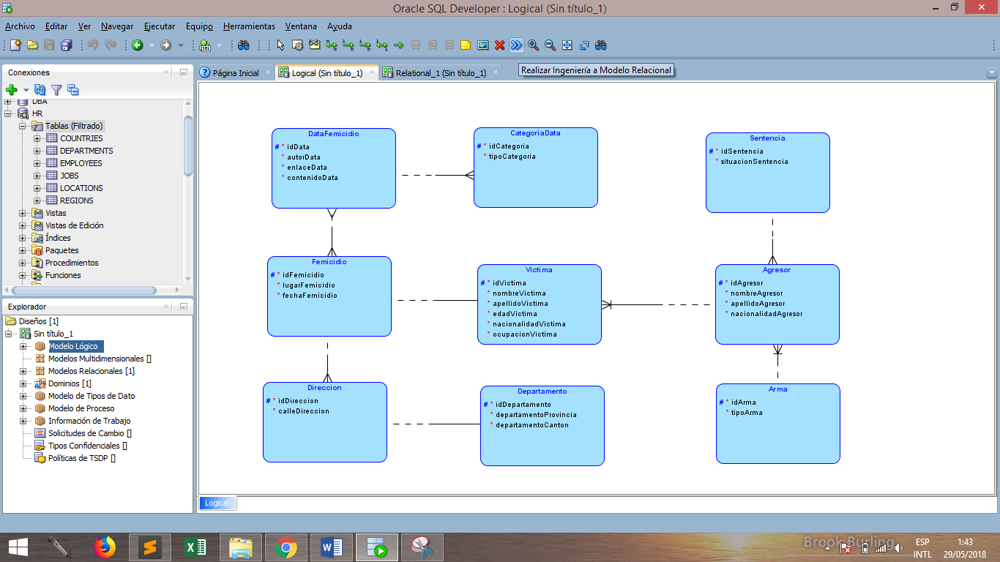 Oracle SQL Developer : Logical (Sin título_1)
Archivo Editar Ver Navegar Ejecutar Equipo Herramientas Ventana Ayuda
Conexiones
Página Inicial
Logical (Sin título_1)
Relational_1 (Sin título_1)
Realizar Ingeniería a Modelo Relacional
DBA
HR
Tablas (Filtrado)
COUNTRIES
DEPARTMENTS
EMPLOYEES
JOBS
LOCATIONS
REGIONS
Vistas
Vistas de Edición
Índices
Paquetes
Procedimientos
Funciones
Explorador
Diseños [1]
Sin título_1
Modelo Lógico
Modelos Multidimensionales []
Modelos Relacionales [1]
Dominios [1]
Modelo de Tipos de Dato
Modelo de Proceso
Información de Trabajo
Solicitudes de Cambio []
Tipos Confidenciales []
Políticas de TSDP []
DataFemicidio
# * idData
* autorData
* enlaceData
* contenidoData
CategoriaData
# * idCategoria
* tipoCategoria
Sentencia
# * idSentencia
* situacionSentencia
Femicidio
# * idFemicidio
* lugarFemicidio
* fechaFemicidio
Victima
# * idVictima
* nombreVictima
* apellidoVictima
* edadVictima
* nacionalidadVictima
* ocupacionVictima
Agresor
# * idAgresor
* nombreAgresor
* apellidoAgresor
* nacionalidadAgresor
Direccion
# * idDireccion
* calleDireccion
Departamento
# * idDepartamento
* departamentoProvincia
* departamentoCanton
Arma
# * idArma
* tipoArma
Logical
Brook Burling
ESP
INTL
1:43
29/05/2018